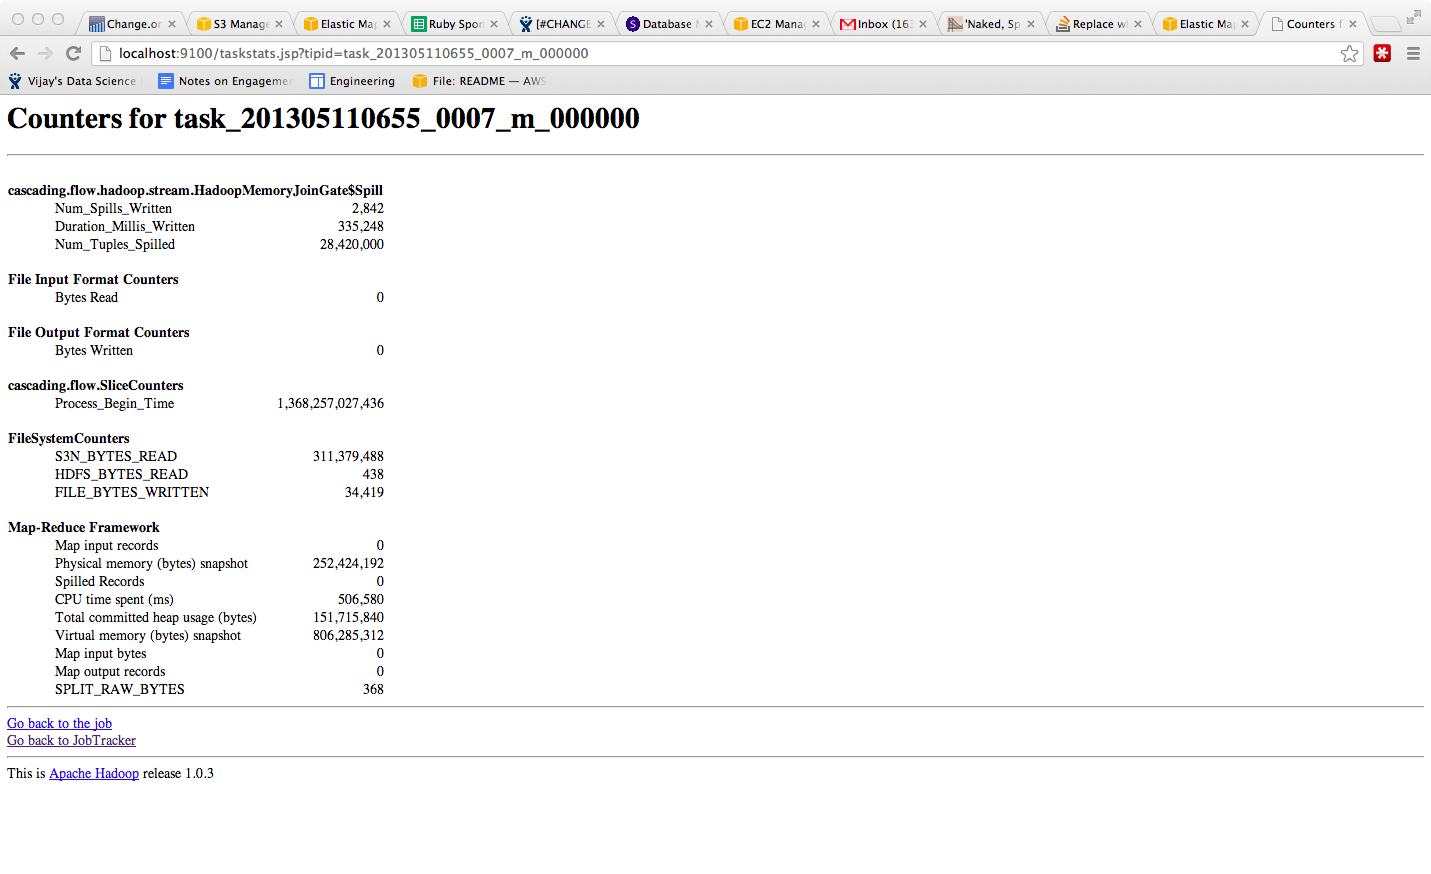 Change.or
S3 Manage
Elastic Ma
Ruby Spor
[#CHANGE
Database
EC2 Mana
Inbox (163
'Naked, Sp
Replace w
Elastic Ma
Counters f
localhost:9100/taskstats.jsp?tipid=task_201305110655_0007_m_000000
Vijay's Data Science
Notes on Engageme
Engineering
File: README — AWS
Counters for task_201305110655_0007_m_000000
cascading.flow.hadoop.stream.HadoopMemoryJoinGate$Spill
Num_Spills_Written 2,842
Duration_Millis_Written 335,248
Num_Tuples_Spilled 28,420,000
File Input Format Counters
Bytes Read 0
File Output Format Counters
Bytes Written 0
cascading.flow.SliceCounters
Process_Begin_Time 1,368,257,027,436
FileSystemCounters
S3N_BYTES_READ 311,379,488
HDFS_BYTES_READ 438
FILE_BYTES_WRITTEN 34,419
Map-Reduce Framework
Map input records 0
Physical memory (bytes) snapshot 252,424,192
Spilled Records 0
CPU time spent (ms) 506,580
Total committed heap usage (bytes) 151,715,840
Virtual memory (bytes) snapshot 806,285,312
Map input bytes 0
Map output records 0
SPLIT_RAW_BYTES 368
Go back to the job
Go back to JobTracker
This is Apache Hadoop release 1.0.3